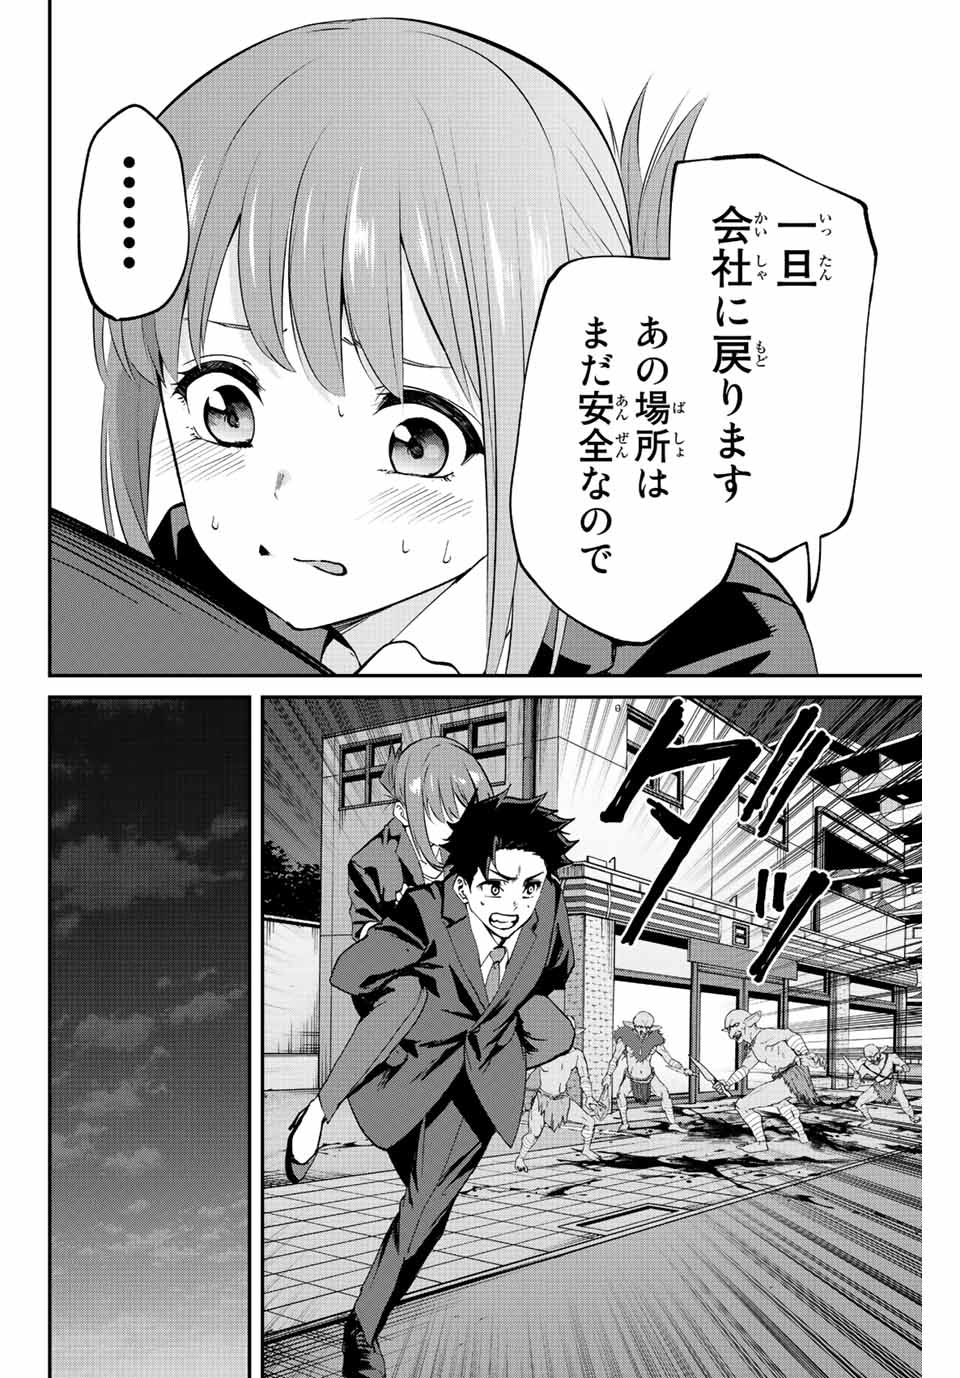 一旦
会社に戻ります
あの場所は
まだ安全なので
………
ダッ